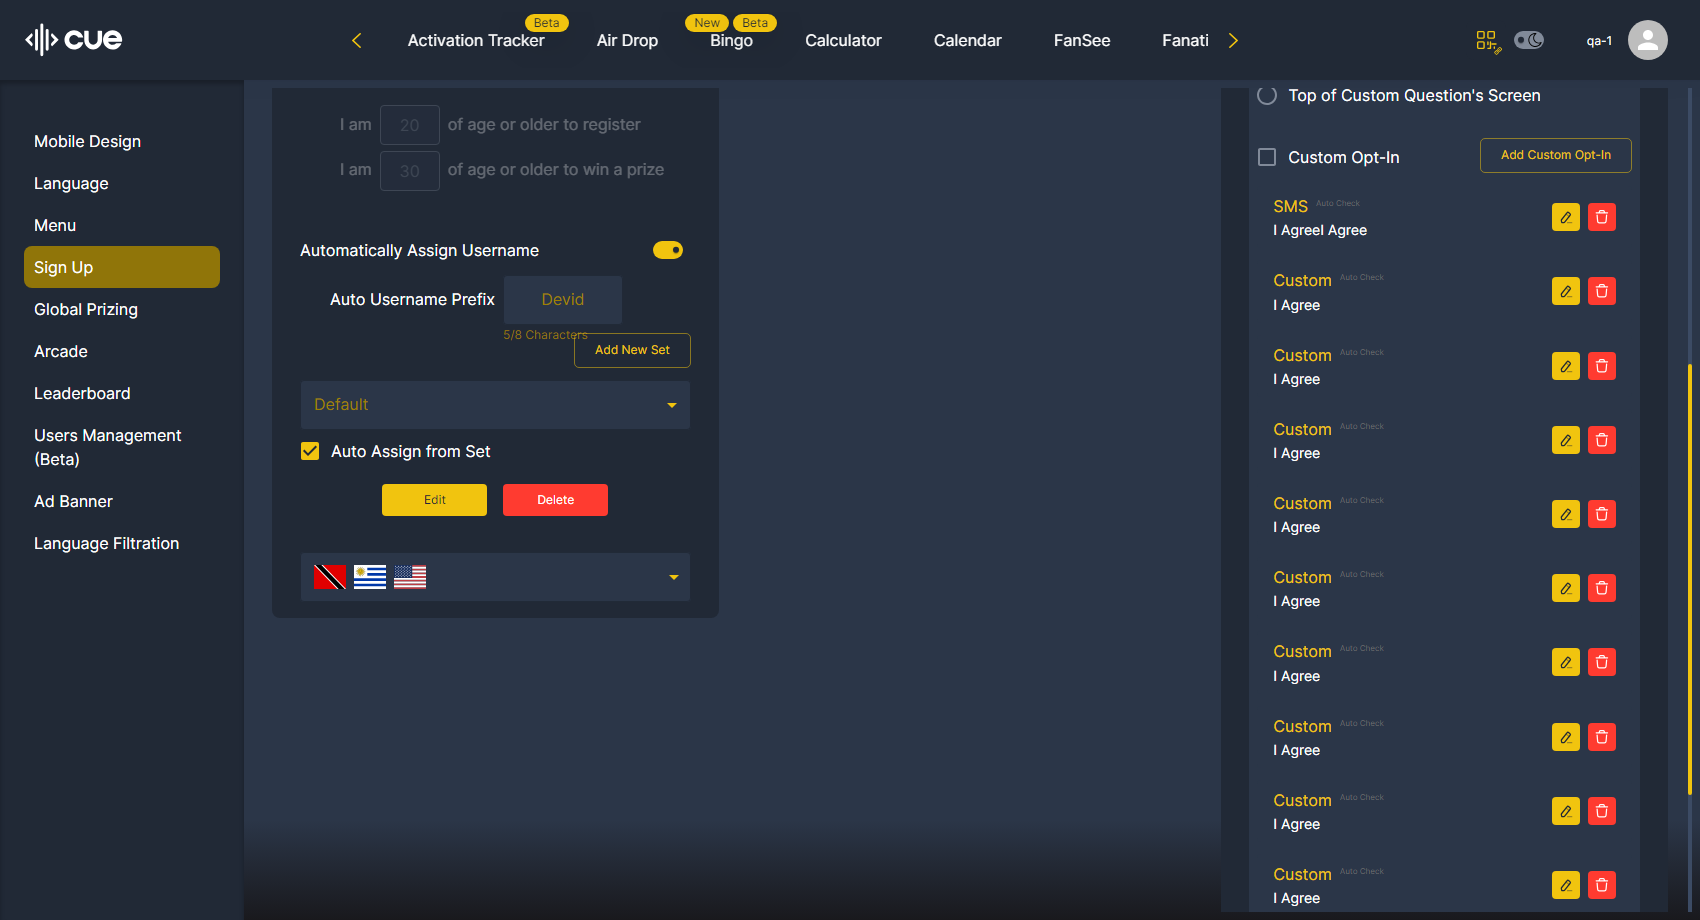 cue
Activation Tracker
Beta
Air Drop
New
Beta
Bingo
Calculator
Calendar
FanSee
Fanati
qa-1
Mobile Design
Language
Menu
Sign Up
Global Prizing
Arcade
Leaderboard
Users Management
(Beta)
Ad Banner
Language Filtration
I am 20 of age or older to register
I am 30 of age or older to win a prize
Automatically Assign Username
Auto Username Prefix Devid
5/8 Characters
Add New Set
Default
Auto Assign from Set
Edit Delete
Top of Custom Question's Screen
Custom Opt-In Add Custom Opt-In
SMS Auto Check
I AgreeI Agree
Custom Auto Check
I Agree
Custom Auto Check
I Agree
Custom Auto Check
I Agree
Custom Auto Check
I Agree
Custom Auto Check
I Agree
Custom Auto Check
I Agree
Custom Auto Check
I Agree
Custom Auto Check
I Agree
Custom Auto Check
I Agree